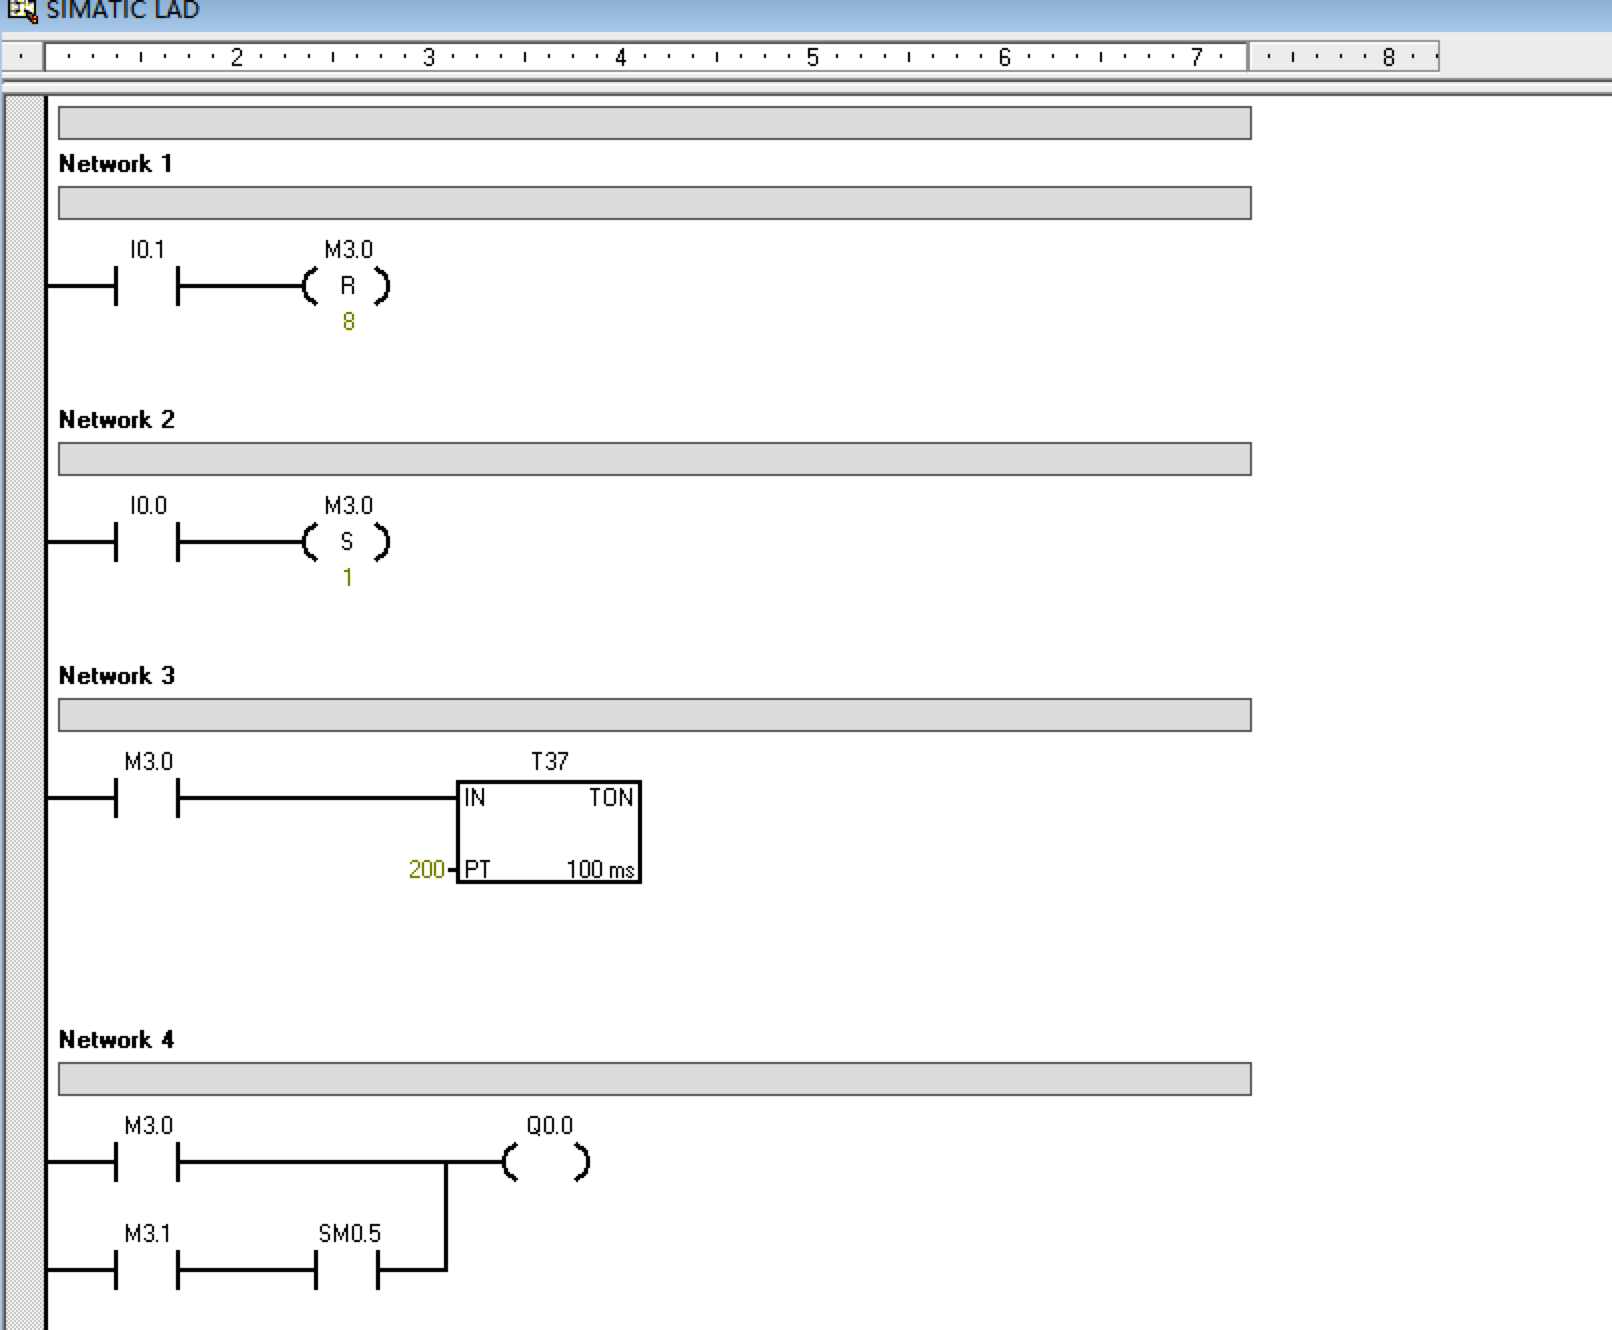 SIMATIC LAD
2 3 4 5 6 7 8
Network 1
I0.1 M3.0
R
8
Network 2
I0.0 M3.0
S
1
Network 3
M3.0 T37
IN TON
200 PT 100 ms
Network 4
M3.0 Q0.0
M3.1 SM0.5